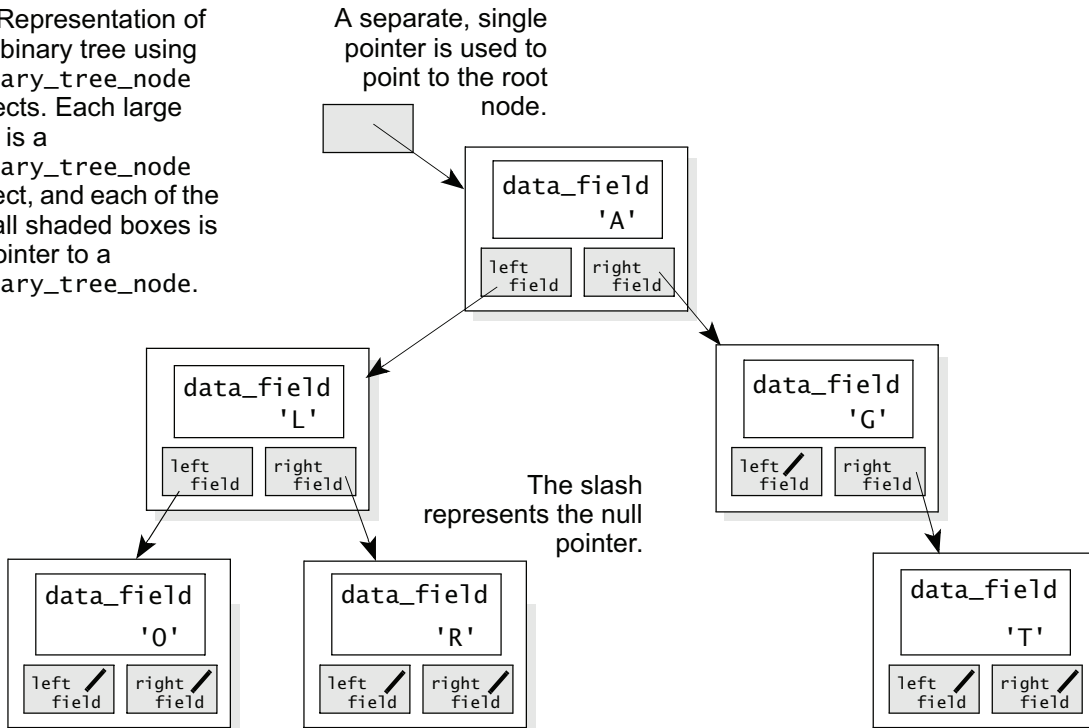 Representation of
binary tree using
ary_tree_node
ects. Each large
is a
ary_tree_node
ect, and each of the
all shaded boxes is
ointer to a
ary_tree_node.
A separate, single
pointer is used to
point to the root
node.
data_field
'A'
left
field
right
field
data_field
'L'
left
field
right
field
data_field
'G'
left
field
right
field
The slash
represents the null
pointer.
data_field
'O'
left
field
right
field
data_field
'R'
left
field
right
field
data_field
'T'
left
field
right
field